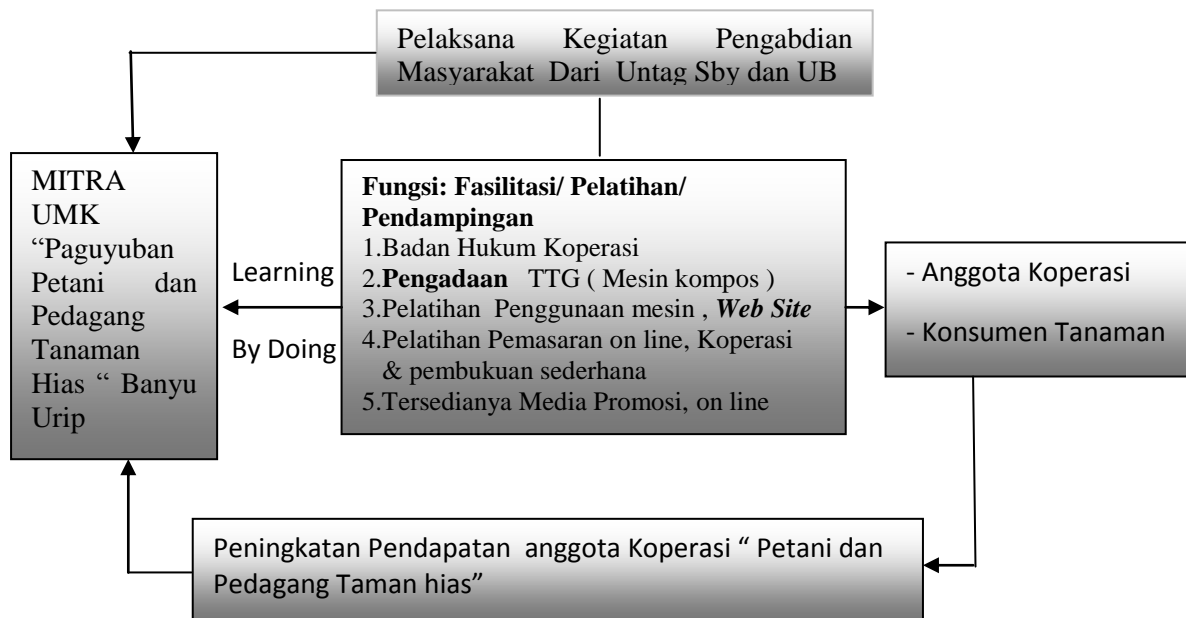 Pelaksana Kegiatan Pengabdian
Masyarakat Dari Untag Sby dan UB
MITRA
UMK
“Paguyuban
Petani dan
Pedagang
Tanaman
Hias “ Banyu
Urip
Learning
By Doing
Fungsi: Fasilitasi/ Pelatihan/
Pendampingan
1.Badan Hukum Koperasi
2.Pengadaan TTG ( Mesin kompos )
3.Pelatihan Penggunaan mesin , Web Site
4.Pelatihan Pemasaran on line, Koperasi
& pembukuan sederhana
5.Tersedianya Media Promosi, on line
- Anggota Koperasi
- Konsumen Tanaman
Peningkatan Pendapatan anggota Koperasi “ Petani dan
Pedagang Taman hias”